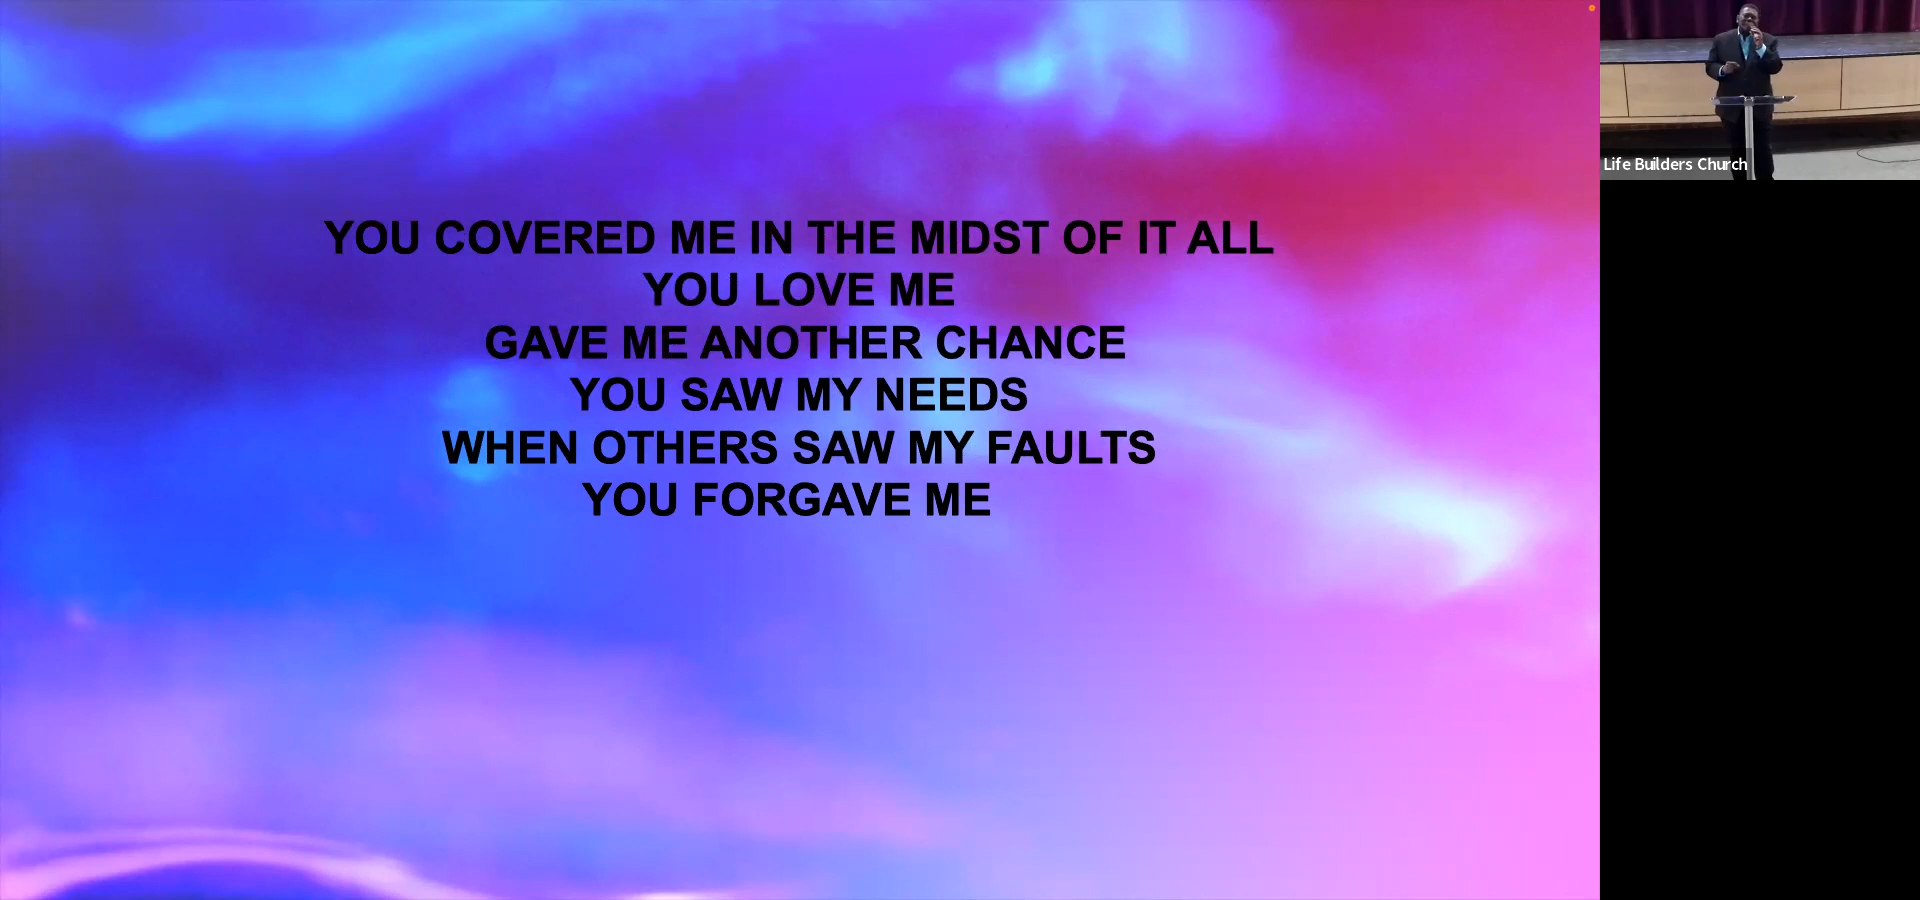 YOU COVERED ME IN THE MIDST OF IT ALL
YOU LOVE ME
GAVE ME ANOTHER CHANCE
YOU SAW MY NEEDS
WHEN OTHERS SAW MY FAULTS
YOU FORGAVE ME
Life Builders Church